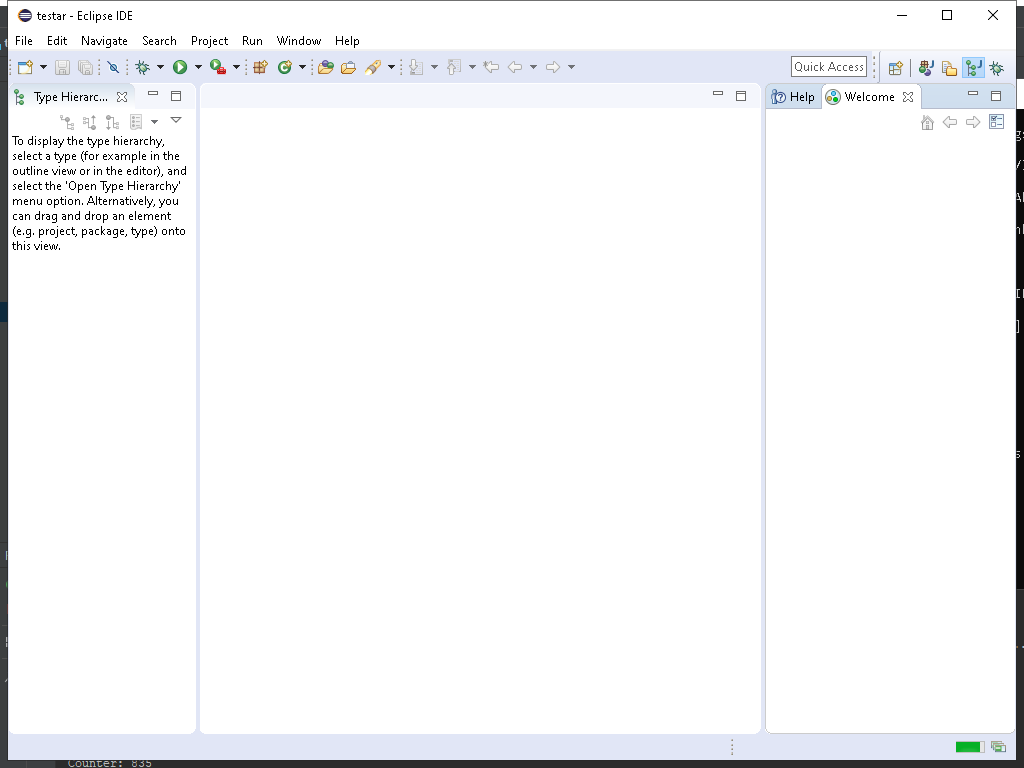 testar - Eclipse IDE
File Edit Navigate Search Project Run Window Help
Quick Access
Type Hierarc...
Help Welcome
To display the type hierarchy,
select a type (for example in the
outline view or in the editor), and
select the 'Open Type Hierarchy'
menu option. Alternatively, you
can drag and drop an element
(e.g. project, package, type) onto
this view.
Counter: 835